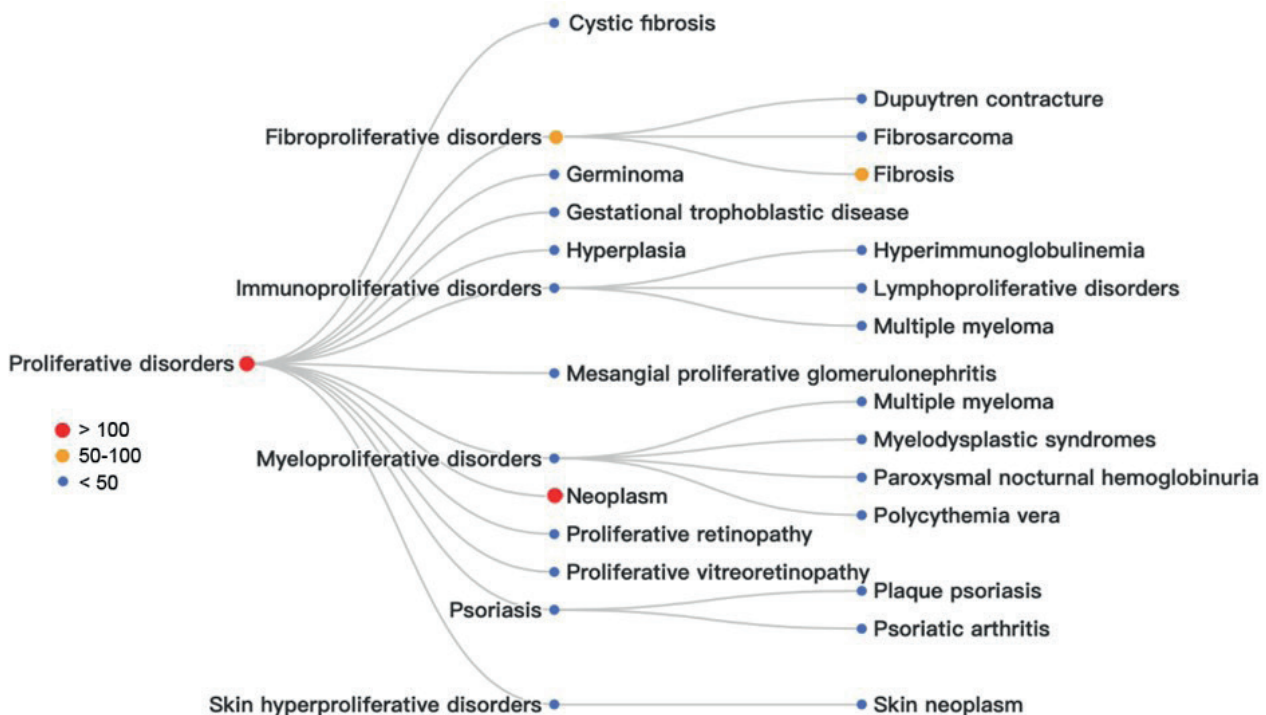 Cystic fibrosis
Dupuytren contracture
Fibroproliferative disorders
Fibrosarcoma
Germinoma
Fibrosis
Gestational trophoblastic disease
Hyperplasia
Hyperimmunoglobulinemia
Immunoproliferative disorders
Lymphoproliferative disorders
Multiple myeloma
Proliferative disorders
Mesangial proliferative glomerulonephritis
Multiple myeloma
> 100
Myelodysplastic syndromes
50-100
Myeloproliferative disorders
< 50
Paroxysmal nocturnal hemoglobinuria
Neoplasm
Polycythemia vera
Proliferative retinopathy
Proliferative vitreoretinopathy
Plaque psoriasis
Psoriasis
Psoriatic arthritis
Skin hyperproliferative disorders
Skin neoplasm